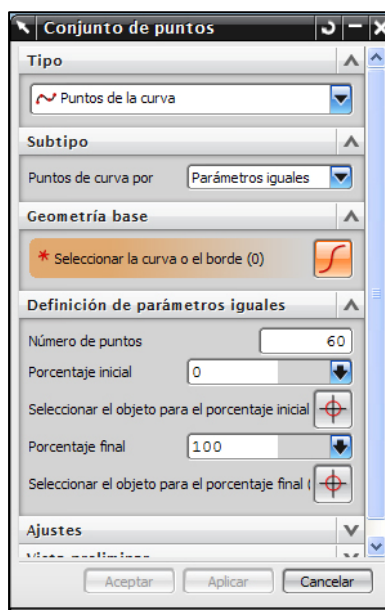 Conjunto de puntos
Tipo
Puntos de la curva
Subtipo
Puntos de curva por Parámetros iguales
Geometría base
* Seleccionar la curva o el borde (0)
Definición de parámetros iguales
Número de puntos 60
Porcentaje inicial 0
Seleccionar el objeto para el porcentaje inicial
Porcentaje final 100
Seleccionar el objeto para el porcentaje final (
Ajustes
Vista preliminar
Aceptar Aplicar Cancelar